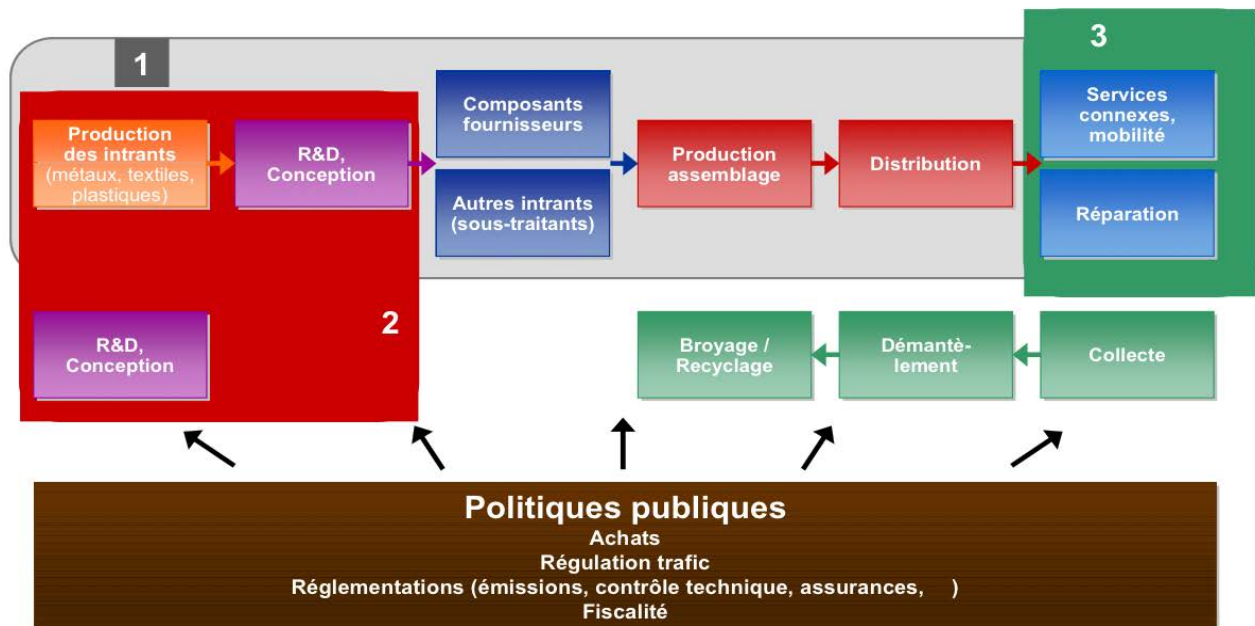 1
3
Production
des intrants
(métaux, textiles,
plastiques)
R&D,
Conception
Composants
fournisseurs
Autres intrants
(sous-traitants)
Production
assemblage
Distribution
Services
connexes,
mobilité
Réparation
2
R&D,
Conception
Broyage /
Recyclage
Démantè-
lement
Collecte
Politiques publiques
Achats
Régulation trafic
Réglementations (émissions, contrôle technique, assurances, )
Fiscalité